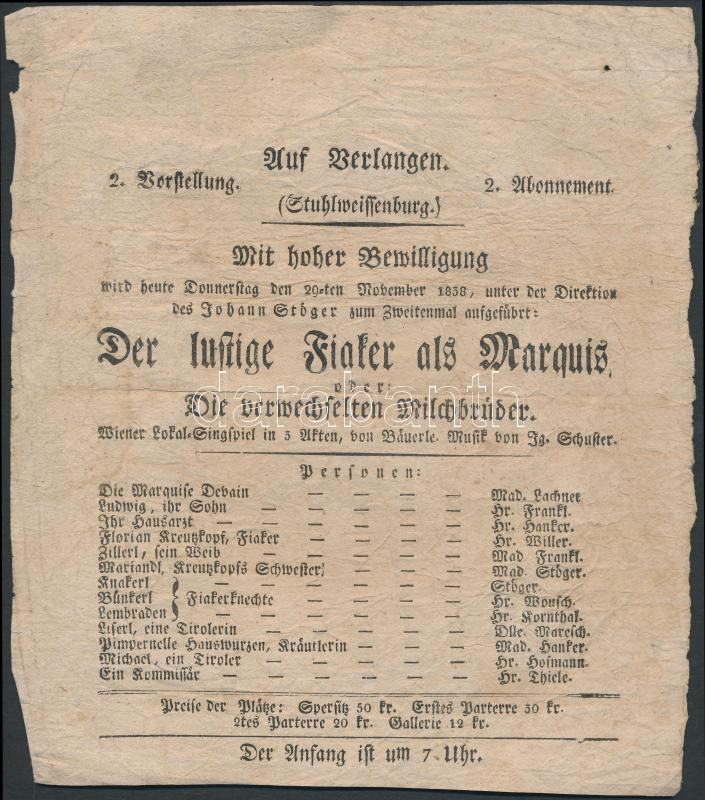 Auf Verlangen.
2. Vorstellung.
2. Abonnement.
(Stuhlweissenburg.)
Mit hoher Bewilligung
wird heute Donnerstag den 29-ten November 1838, unter der Direktion
des Johann Stöger zum Zweitenmal aufgeführt:
Der lustige Fiaker als Marquis,
oder:
Die verwechselten Milchbrüder.
Wiener Lokal-Singspiel in 3 Akten, von Bäuerle. Musik von Ig. Schuster.
Personen:
Die Marquise Devain — — — — — Mad. Lachner
Ludwig, ihr Sohn — — — — — Hr. Frankl.
Ihr Hausarzt — — — — — — Hr. Hanker.
Florian Kreutzkopf, Fiaker — — — — Hr. Willer.
Zillerl, sein Weib — — — — — — Mad Frankl.
Mariandl, Kreutzkopfs Schwester, — — — — Mad. Stöger.
Knakerl — — — — — — Stöger.
Bünkerl } Fiakerknechte — — — — — Hr. Wonsch.
Lembraden — — — — — — Hr. Kornthal.
Liserl, eine Tirolerin — — — — — Dlle. Maresch.
Pimpernelle Hauswurzen, Kräutlerin — — — Mad. Hanker.
Michael, ein Tiroler — — — — — — Hr. Hofmann.
Ein Kommissär — — — — — — Hr. Thiele.
Preise der Plätze: Spersitz 50 kr. Erstes Parterre 30 kr.
2tes Parterre 20 kr. Gallerie 12 kr.
Der Anfang ist um 7 Uhr.
darabanth